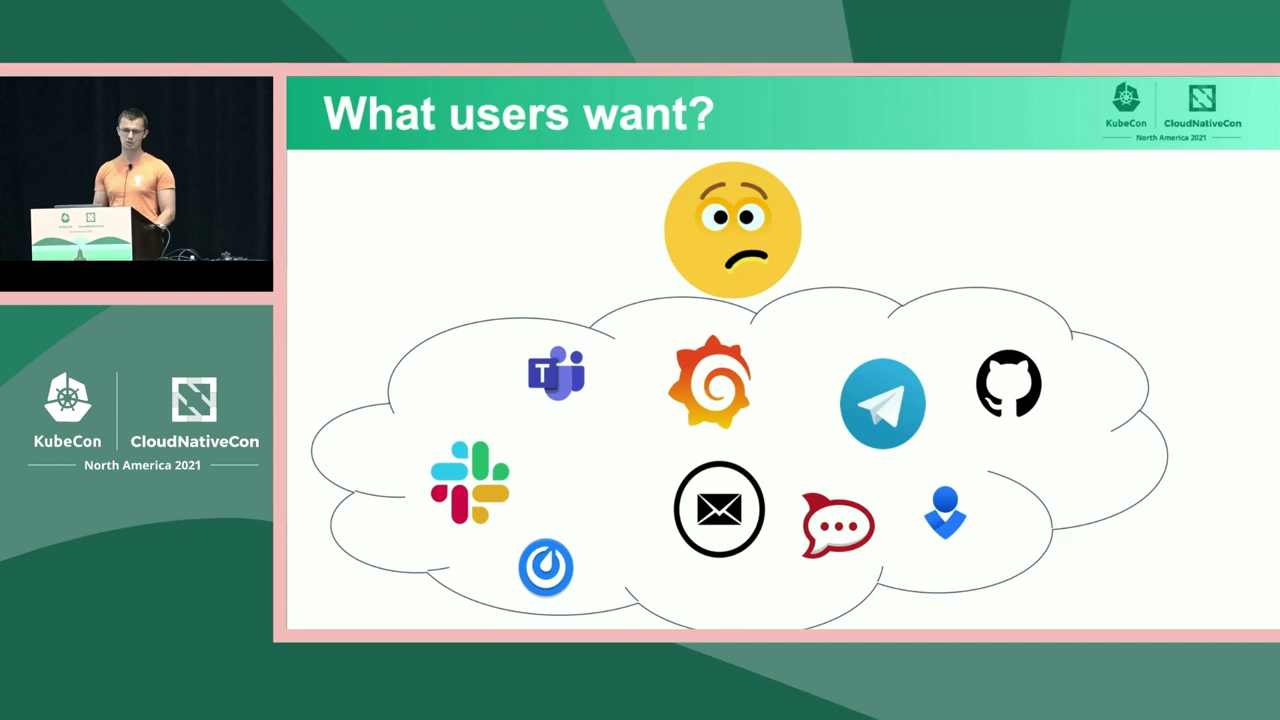 What users want?
KubeCon
CloudNativeCon
North America 2021
T
KubeCon
CloudNativeCon
North America 2021